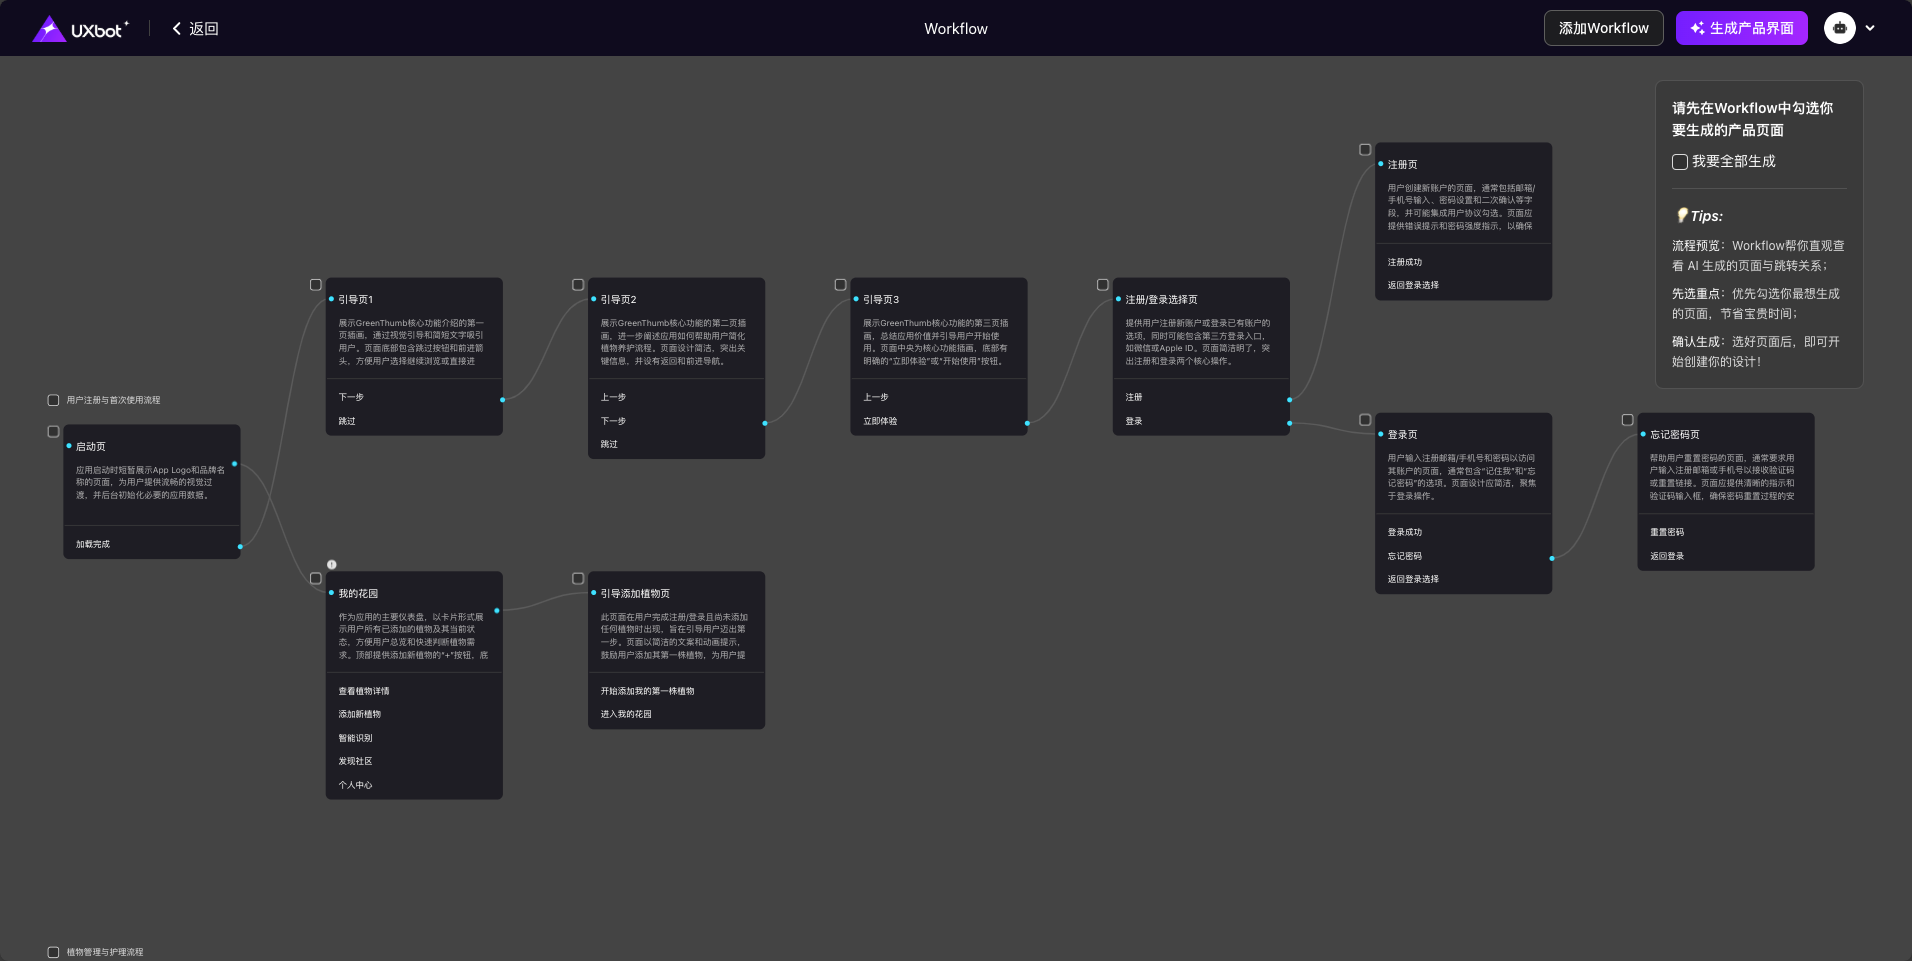 UXbot
返回
Workflow
添加Workflow
生成产品界面
请先在Workflow中勾选你
要生成的产品页面
我要全部生成
Tips:
流程预览：Workflow帮你直观查
看 AI 生成的页面与跳转关系；
先选重点：优先勾选你最想生成
的页面，节省宝贵时间；
确认生成：选好页面后，即可开
始创建你的设计！
用户注册与首次使用流程
启动页
应用启动时短暂展示App Logo和品牌名
称的页面，为用户提供流畅的视觉过
渡，并后台初始化必要的应用数据。
加载完成
引导页1
展示GreenThumb核心功能介绍的第一
页插画，通过视觉引导和简短文字吸引
用户。页面底部包含跳过按钮和前进箭
头，方便用户选择继续浏览或直接进
下一步
跳过
引导页2
展示GreenThumb核心功能的第二页插
画，进一步阐述应用如何帮助用户简化
植物养护流程。页面设计简洁，突出关
键信息，并设有返回和前进导航。
上一步
下一步
跳过
引导页3
展示GreenThumb核心功能的第三页插
画，总结应用价值并引导用户开始使
用。页面中央为核心功能插画，底部有
明确的“立即体验”或“开始使用”按钮。
上一步
立即体验
注册/登录选择页
提供用户注册新账户或登录已有账户的
选项，同时可能包含第三方登录入口，
如微信或Apple ID。页面简洁明了，突
出注册和登录两个核心操作。
注册
登录
注册页
用户创建新账户的页面，通常包括邮箱/
手机号输入、密码设置和二次确认等字
段，并可能集成用户协议勾选。页面应
提供错误提示和密码强度指示，以确保
注册成功
返回登录选择
登录页
用户输入注册邮箱/手机号和密码以访问
其账户的页面，通常包含“记住我”和“忘
记密码”的选项。页面设计应简洁，聚焦
于登录操作。
登录成功
忘记密码
返回登录选择
忘记密码页
帮助用户重置密码的页面，通常要求用
户输入注册邮箱或手机号以接收验证码
或重置链接。页面应提供清晰的指示和
验证码输入框，确保密码重置过程的安
重置密码
返回登录
我的花园
作为应用的主要仪表盘，以卡片形式展
示用户所有已添加的植物及其当前状
态，方便用户总览和快速判断植物需
求。顶部提供添加新植物的“+”按钮，底
查看植物详情
添加新植物
智能识别
发现社区
个人中心
引导添加植物页
此页面在用户完成注册/登录且尚未添加
任何植物时出现，旨在引导用户迈出第
一步。页面以简洁的文案和动画提示，
鼓励用户添加其第一株植物，为用户提
开始添加我的第一株植物
进入我的花园
植物管理与护理流程